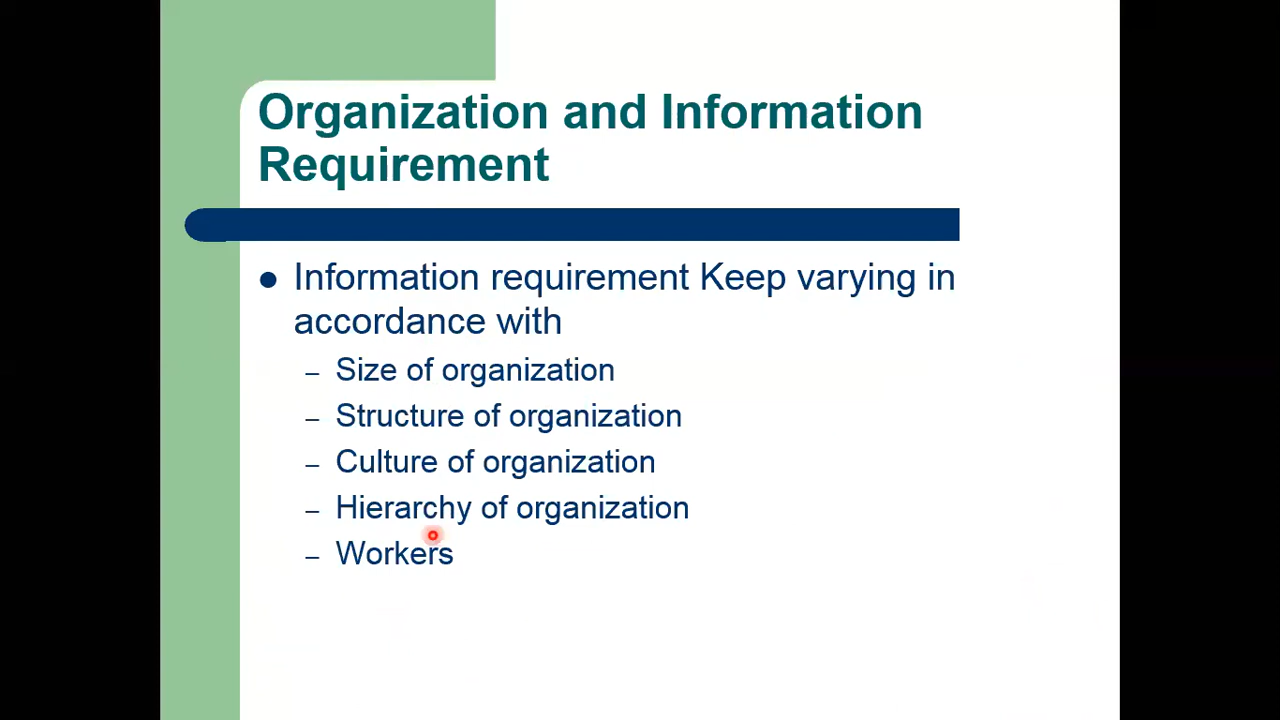 Organization and Information
Requirement
● Information requirement Keep varying in
accordance with
– Size of organization
– Structure of organization
– Culture of organization
– Hierarchy of organization
– Workers